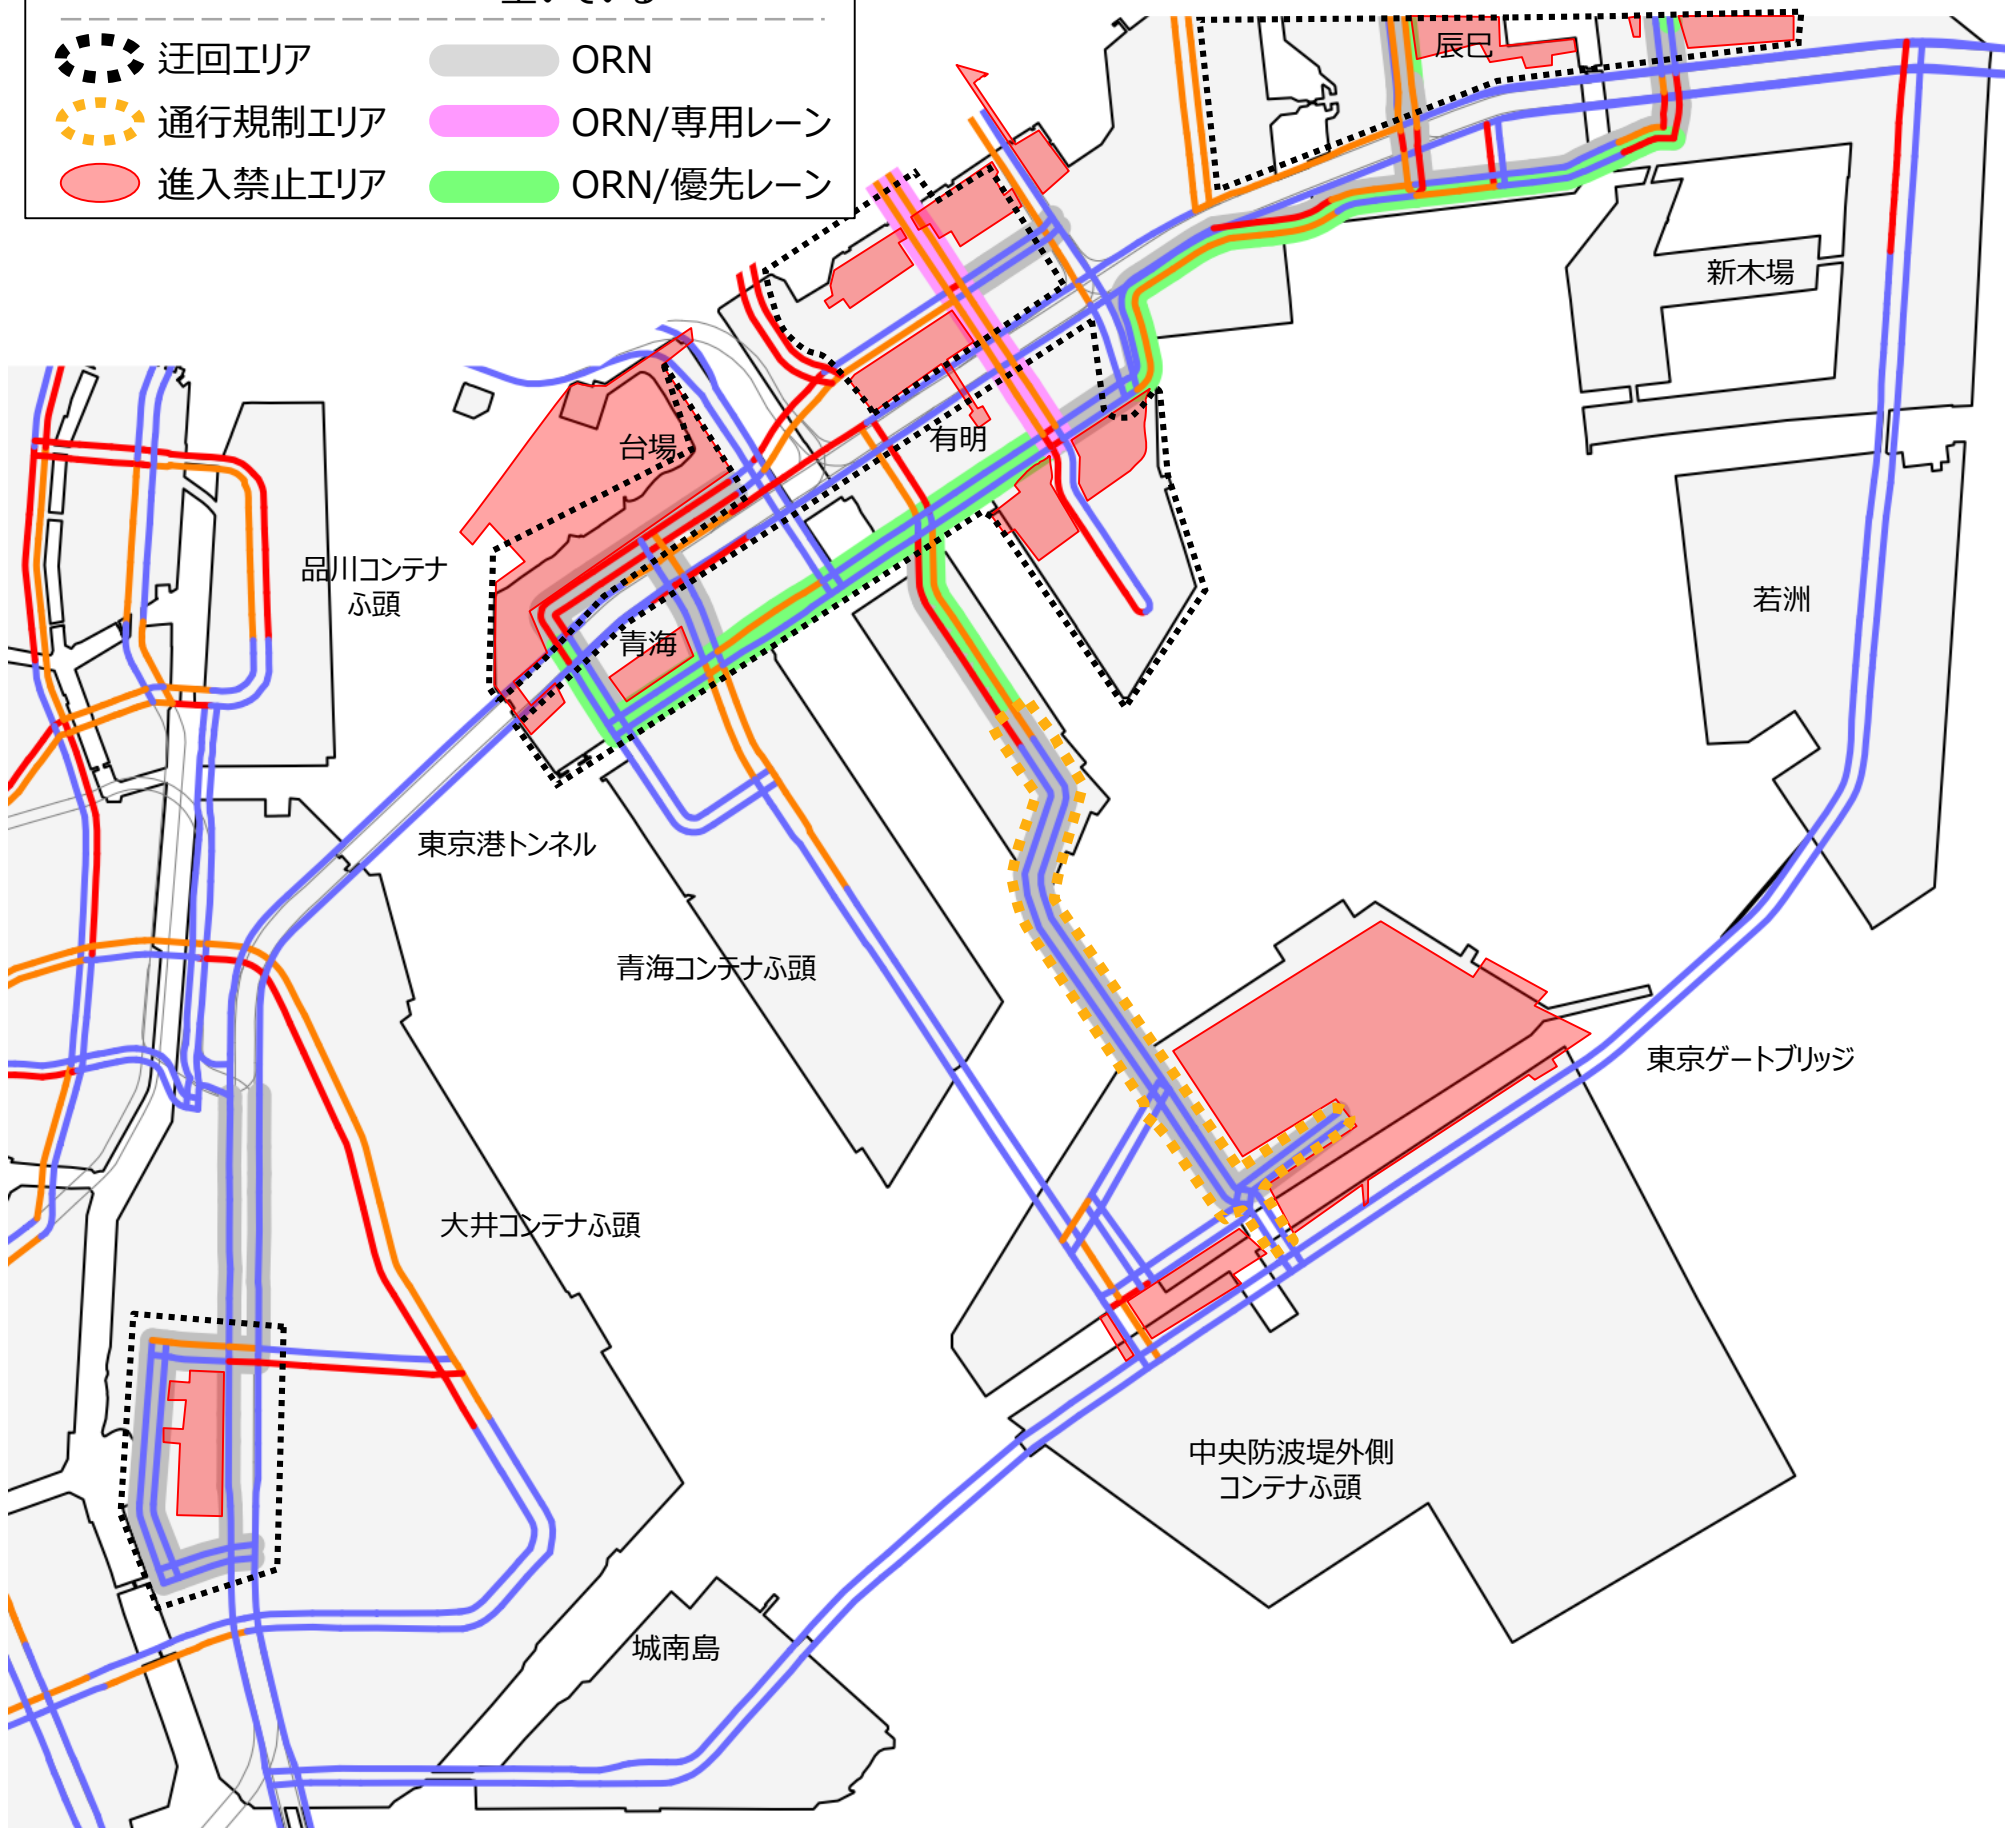 空いている
迂回エリア
ORN
通行規制エリア
ORN/専用レーン
進入禁止エリア
ORN/優先レーン
辰巳
新木場
台場
有明
品川コンテナ
ふ頭
若洲
青海
東京港トンネル
青海コンテナふ頭
東京ゲートブリッジ
大井コンテナふ頭
中央防波堤外側
コンテナふ頭
城南島